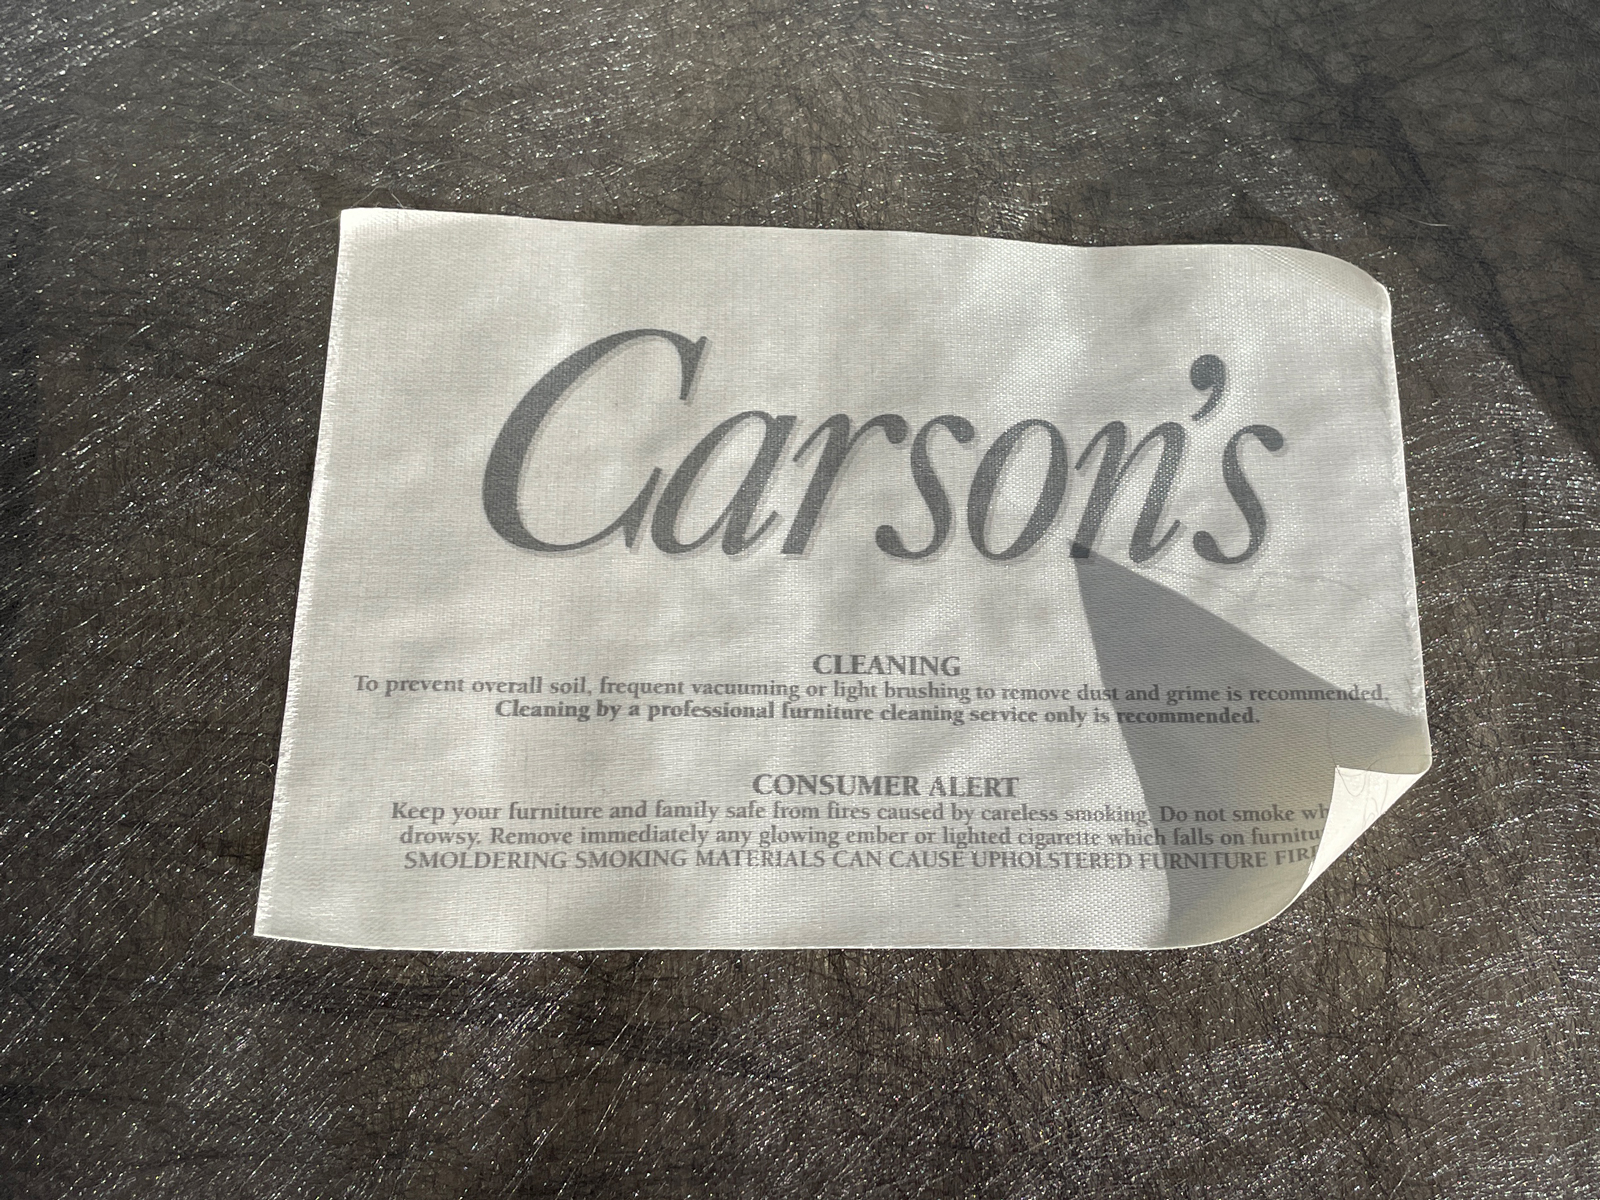 Carson's
CLEANING
To prevent overall soil, frequent vacuuming or light brushing to remove dust and grime is recommended.
Cleaning by a professional furniture cleaning service only is recommended.
CONSUMER ALERT
Keep your furniture and family safe from fires caused by careless smoking. Do not smoke
drowsy. Remove immediately any glowing ember or lighted cigarette which falls on
SMOLDERING SMOKING MATERIALS CAN CAUSE UPHOLSTERED FURNITURE